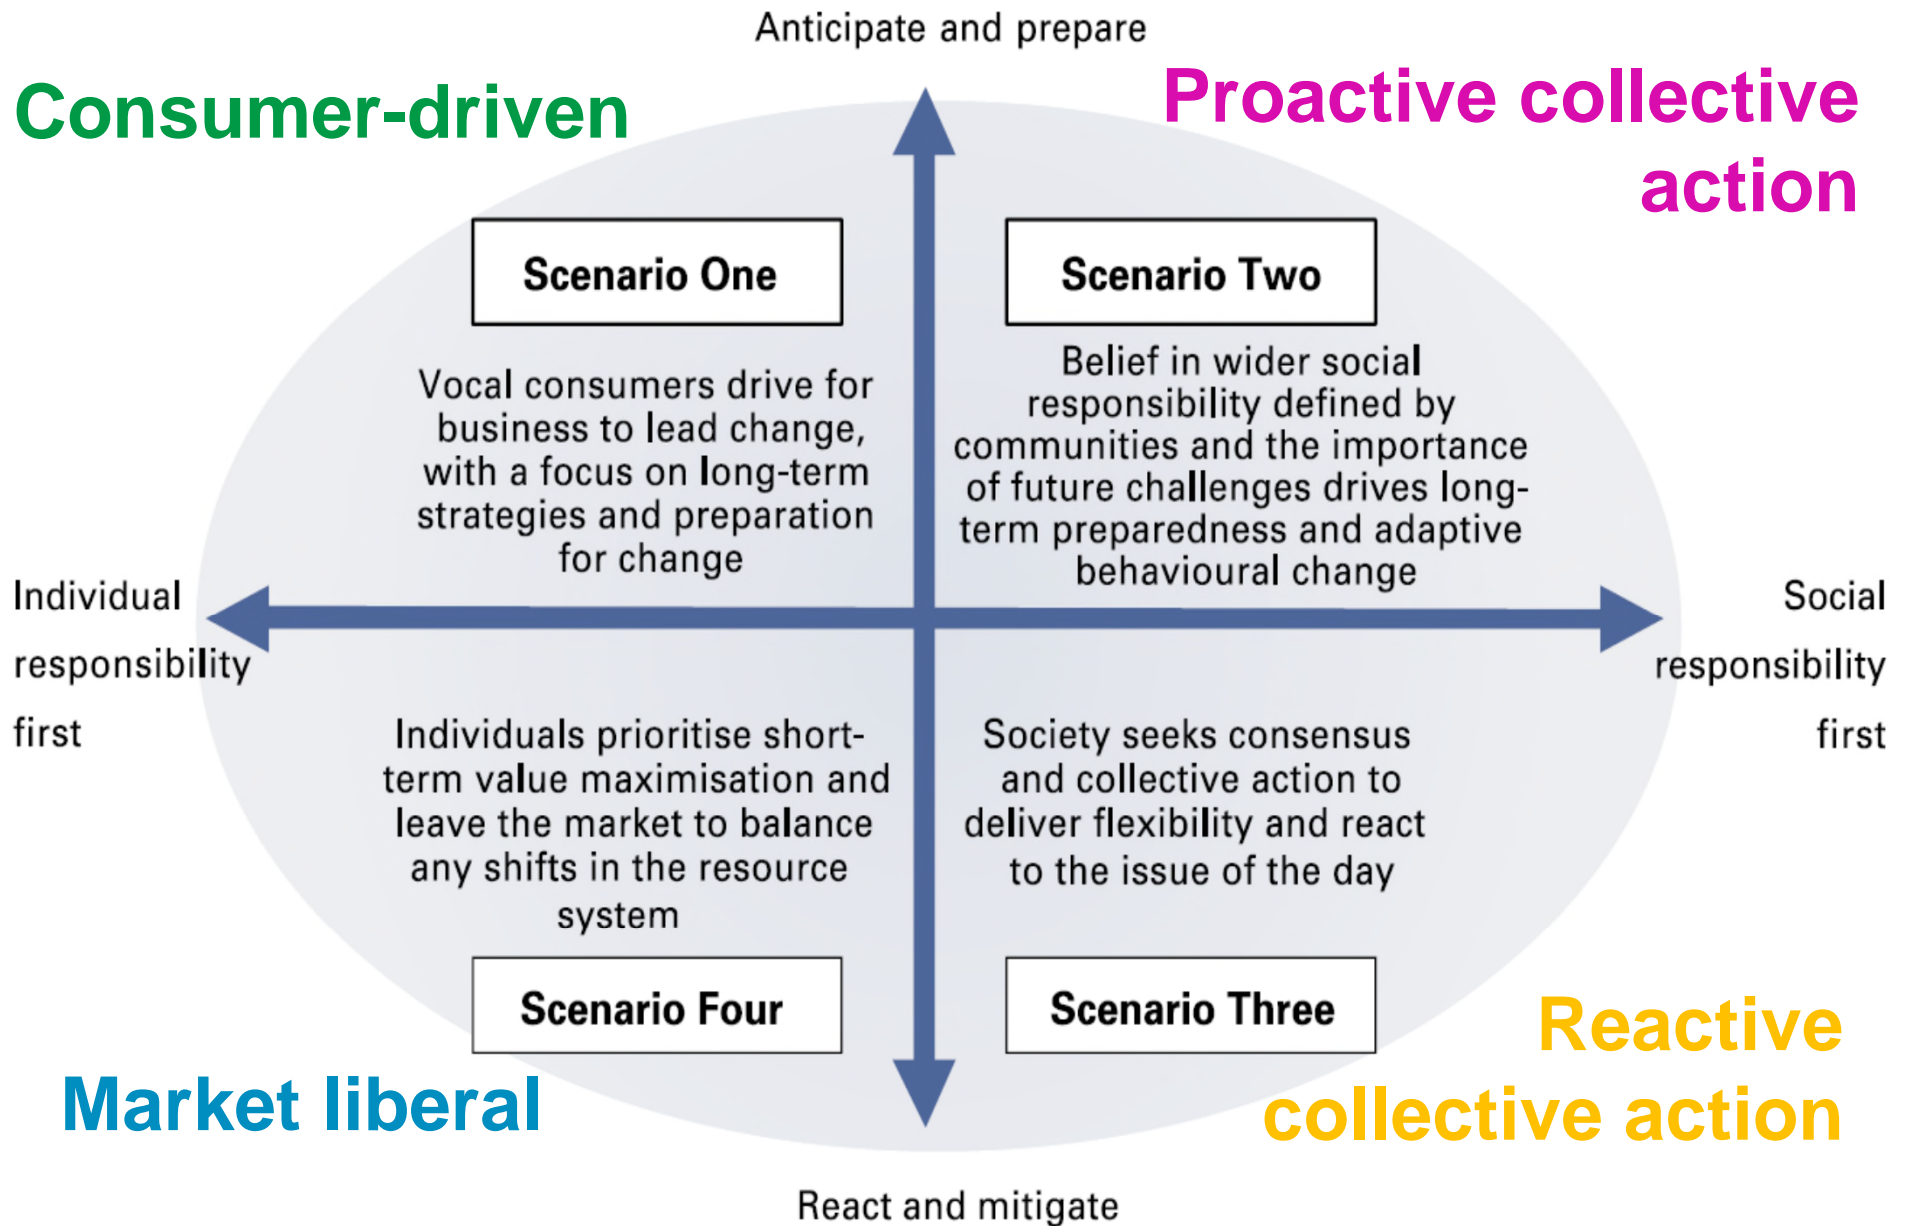 Anticipate and prepare
Consumer-driven
Proactive collective
action
Scenario One
Vocal consumers drive for
business to lead change,
with a focus on long-term
strategies and preparation
for change
Scenario Two
Belief in wider social
responsibility defined by
communities and the importance
of future challenges drives long-
term preparedness and adaptive
behavioural change
Individual
responsibility
first
Social
responsibility
first
Individuals prioritise short-
term value maximisation and
leave the market to balance
any shifts in the resource
system
Scenario Four
Society seeks consensus
and collective action to
deliver flexibility and react
to the issue of the day
Scenario Three
Market liberal
Reactive
collective action
React and mitigate